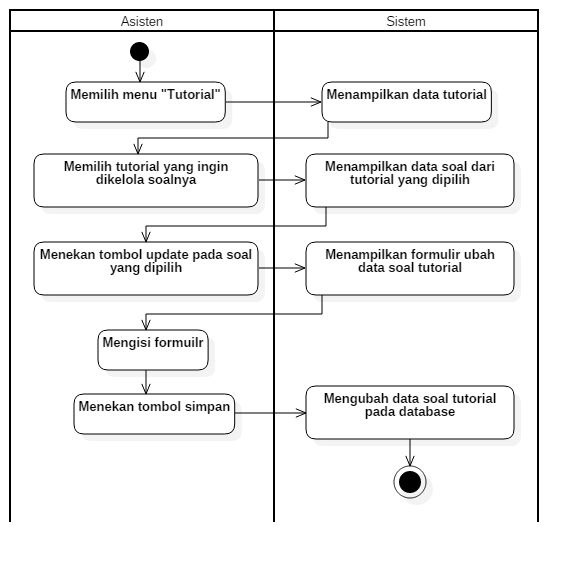 Asisten
Sistem
Memilih menu "Tutorial"
Menampilkan data tutorial
Memilih tutorial yang ingin
dikelola soalnya
Menampilkan data soal dari
tutorial yang dipilih
Menekan tombol update pada soal
yang dipilih
Menampilkan formulir ubah
data soal tutorial
Mengisi formuilr
Menekan tombol simpan
Mengubah data soal tutorial
pada database